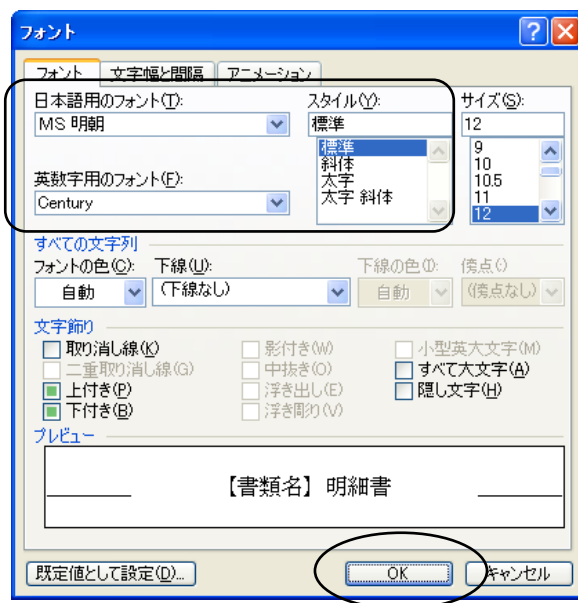 フォント
フォント 文字幅と間隔 アニメーション
日本語用のフォント(T): スタイル(Y): サイズ(S):
MS 明朝 標準 12
標準 9
斜体 10
太字 10.5
太字 斜体 11
12
英数字用のフォント(F):
Century
すべての文字列
フォントの色(C): 下線(U): 下線の色(I): 傍点(·)
自動 (下線なし) 自動 (傍点なし)
文字飾り
取り消し線(K) 影付き(W) 小型英大文字(M)
二重取り消し線(G) 中抜き(O) すべて大文字(A)
上付き(P) 浮き出し(E) 隠し文字(H)
下付き(B) 浮き彫り(V)
プレビュー
【書類名】明細書
既定値として設定(D)... OK キャンセル